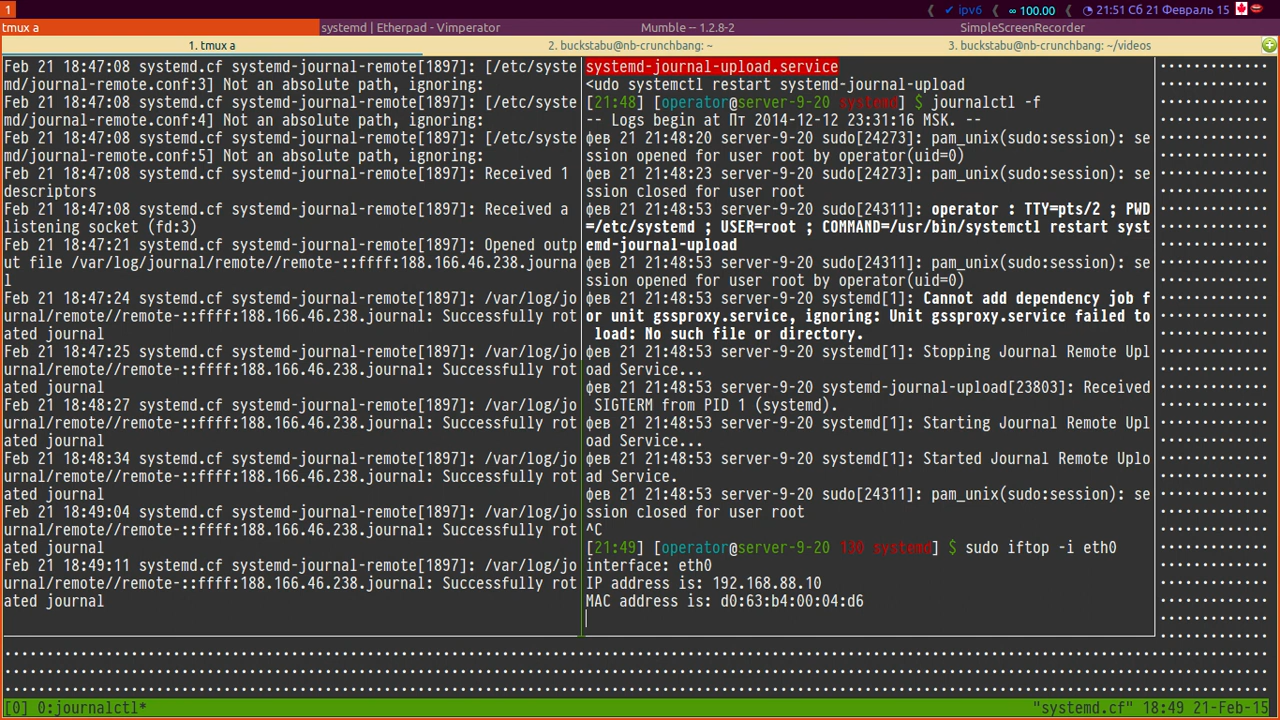 1
ipv6
∞ 100.00
21:51 Сб 21 Февраль 15
tmux a
systemd | Etherpad - Vimperator
Mumble -- 1.2.8-2
SimpleScreenRecorder
1. tmux a
2. buckstabu@nb-crunchbang: ~
3. buckstabu@nb-crunchbang: ~/videos
Feb 21 18:47:08 systemd.cf systemd-journal-remote[1897]: [/etc/syste
md/journal-remote.conf:3] Not an absolute path, ignoring:
Feb 21 18:47:08 systemd.cf systemd-journal-remote[1897]: [/etc/syste
md/journal-remote.conf:4] Not an absolute path, ignoring:
Feb 21 18:47:08 systemd.cf systemd-journal-remote[1897]: [/etc/syste
md/journal-remote.conf:5] Not an absolute path, ignoring:
Feb 21 18:47:08 systemd.cf systemd-journal-remote[1897]: Received 1
descriptors
Feb 21 18:47:08 systemd.cf systemd-journal-remote[1897]: Received a
listening socket (fd:3)
Feb 21 18:47:21 systemd.cf systemd-journal-remote[1897]: Opened outp
ut file /var/log/journal/remote//remote-::ffff:188.166.46.238.journa
l
Feb 21 18:47:24 systemd.cf systemd-journal-remote[1897]: /var/log/jo
urnal/remote//remote-::ffff:188.166.46.238.journal: Successfully rot
ated journal
Feb 21 18:47:25 systemd.cf systemd-journal-remote[1897]: /var/log/jo
urnal/remote//remote-::ffff:188.166.46.238.journal: Successfully rot
ated journal
Feb 21 18:48:27 systemd.cf systemd-journal-remote[1897]: /var/log/jo
urnal/remote//remote-::ffff:188.166.46.238.journal: Successfully rot
ated journal
Feb 21 18:48:34 systemd.cf systemd-journal-remote[1897]: /var/log/jo
urnal/remote//remote-::ffff:188.166.46.238.journal: Successfully rot
ated journal
Feb 21 18:49:04 systemd.cf systemd-journal-remote[1897]: /var/log/jo
urnal/remote//remote-::ffff:188.166.46.238.journal: Successfully rot
ated journal
Feb 21 18:49:11 systemd.cf systemd-journal-remote[1897]: /var/log/jo
urnal/remote//remote-::ffff:188.166.46.238.journal: Successfully rot
ated journal
systemd-journal-upload.service
<udo systemctl restart systemd-journal-upload
[21:48] [operator@server-9-20 systemd] $ journalctl -f
-- Logs begin at Пт 2014-12-12 23:31:16 MSK. --
фев 21 21:48:20 server-9-20 sudo[24273]: pam_unix(sudo:session): se
ssion opened for user root by operator(uid=0)
фев 21 21:48:23 server-9-20 sudo[24273]: pam_unix(sudo:session): se
ssion closed for user root
фев 21 21:48:53 server-9-20 sudo[24311]: operator : TTY=pts/2 ; PWD
=/etc/systemd ; USER=root ; COMMAND=/usr/bin/systemctl restart syst
emd-journal-upload
фев 21 21:48:53 server-9-20 sudo[24311]: pam_unix(sudo:session): se
ssion opened for user root by operator(uid=0)
фев 21 21:48:53 server-9-20 systemd[1]: Cannot add dependency job f
or unit gssproxy.service, ignoring: Unit gssproxy.service failed to
 load: No such file or directory.
фев 21 21:48:53 server-9-20 systemd[1]: Stopping Journal Remote Upl
oad Service...
фев 21 21:48:53 server-9-20 systemd-journal-upload[23803]: Received
 SIGTERM from PID 1 (systemd).
фев 21 21:48:53 server-9-20 systemd[1]: Starting Journal Remote Upl
oad Service...
фев 21 21:48:53 server-9-20 systemd[1]: Started Journal Remote Uplo
ad Service.
фев 21 21:48:53 server-9-20 sudo[24311]: pam_unix(sudo:session): se
ssion closed for user root
^C
[21:49] [operator@server-9-20 130 systemd] $ sudo iftop -i eth0
interface: eth0
IP address is: 192.168.88.10
MAC address is: d0:63:b4:00:04:d6
[0] 0:journalctl*
"systemd.cf" 18:49 21-Feb-15